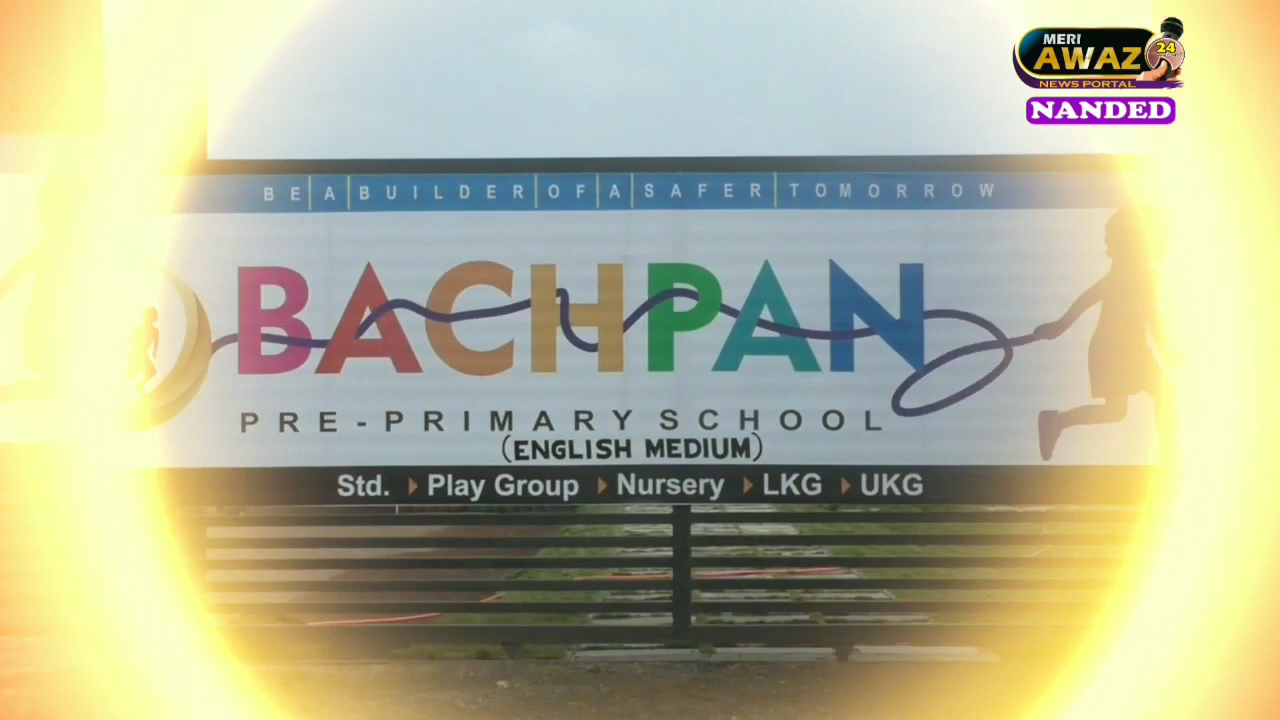 MERI
AWAZ 24
NEWS PORTAL
NANDED
BE A BUILDER OF A SAFER TOMORROW
BACHPAN
PRE-PRIMARY SCHOOL
(ENGLISH MEDIUM)
Std. Play Group Nursery LKG UKG